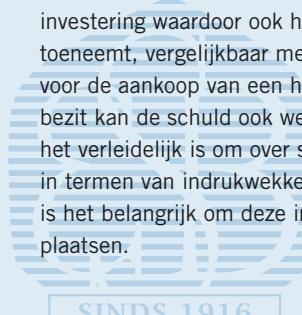 investering waardoor ook h
toeneemt, vergelijkbaar me
voor de aankoop van een h
bezit kan de schuld ook we
het verleidelijk is om over s
in termen van indrukwekke
is het belangrijk om deze in
plaatsen.
SINDS 1916